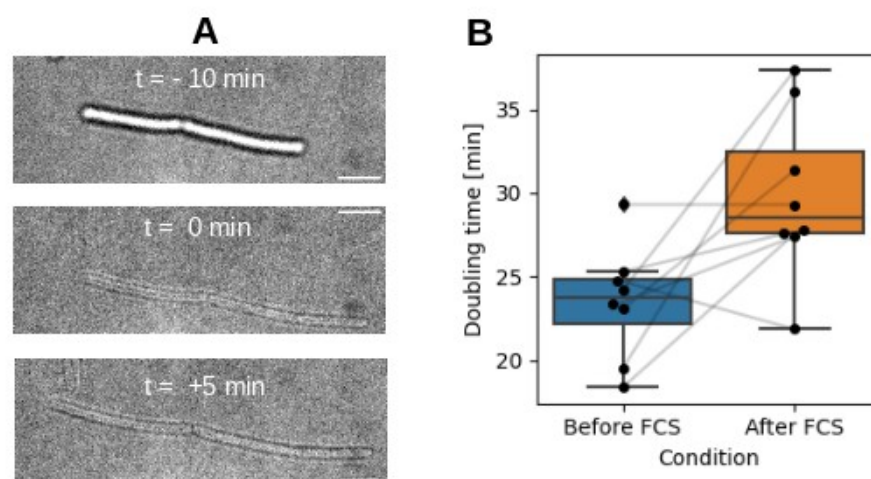 A
t = - 10 min
t = 0 min
t = +5 min
B
Doubling time [min]
35
30
25
20
Before FCS After FCS
Condition